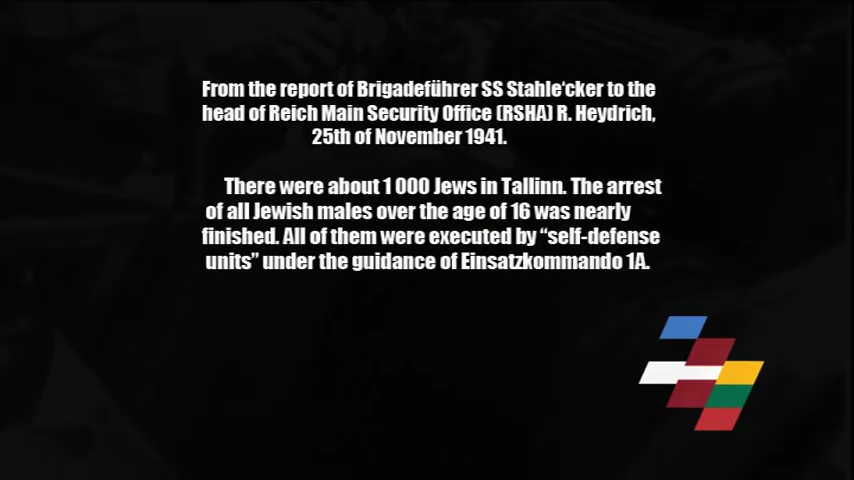 From the report of Brigadeführer SS Stahle‘cker to the
head of Reich Main Security Office (RSHA) R. Heydrich,
25th of November 1941.
There were about 1 000 Jews in Tallinn. The arrest
of all Jewish males over the age of 16 was nearly
finished. All of them were executed by “self-defense
units” under the guidance of Einsatzkommando 1A.